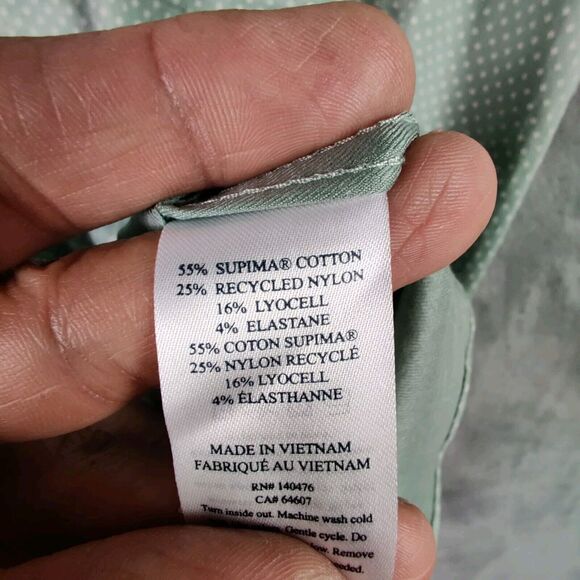 55% SUPIMA® COTTON
25% RECYCLED NYLON
16% LYOCELL
4% ELASTANE
55% COTON SUPIMA®
25% NYLON RECYCLÉ
16% LYOCELL
4% ÉLASTHANNE
MADE IN VIETNAM
FABRIQUÉ AU VIETNAM
RN# 140476
CA# 64607
Turn inside out. Machine wash cold
Gentle cycle. Do
Remove